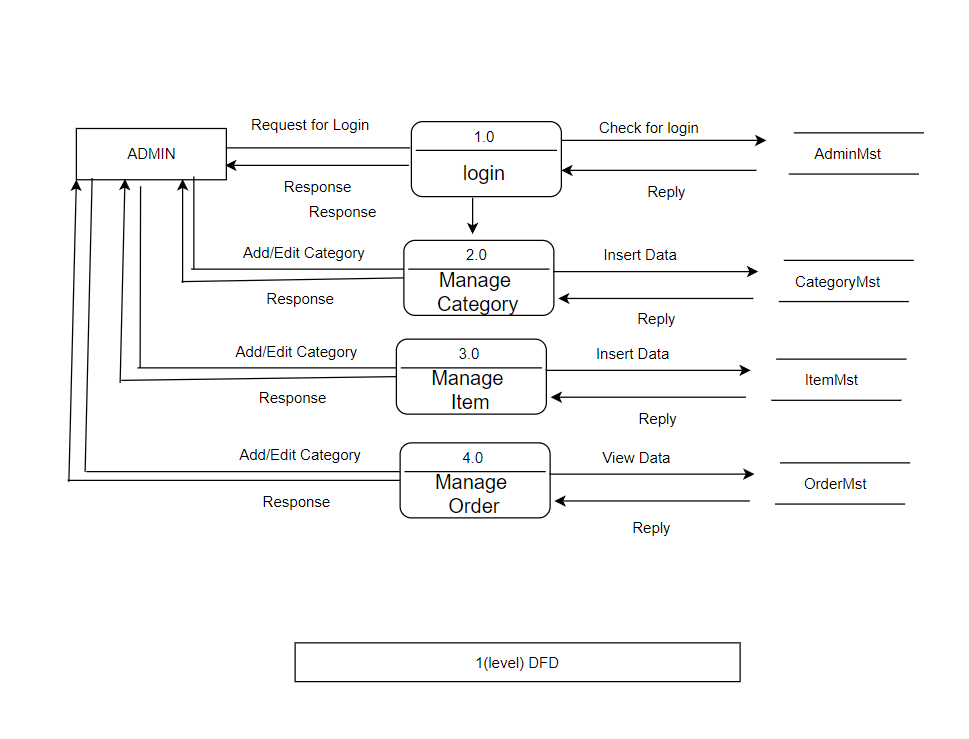 Request for Login
1.0
Check for login
ADMIN
login
AdminMst
Response
Reply
Response
Add/Edit Category
2.0
Insert Data
Manage
Category
CategoryMst
Response
Reply
Add/Edit Category
3.0
Insert Data
Manage
Item
ItemMst
Response
Reply
Add/Edit Category
4.0
View Data
Manage
Order
OrderMst
Response
Reply
1(level) DFD